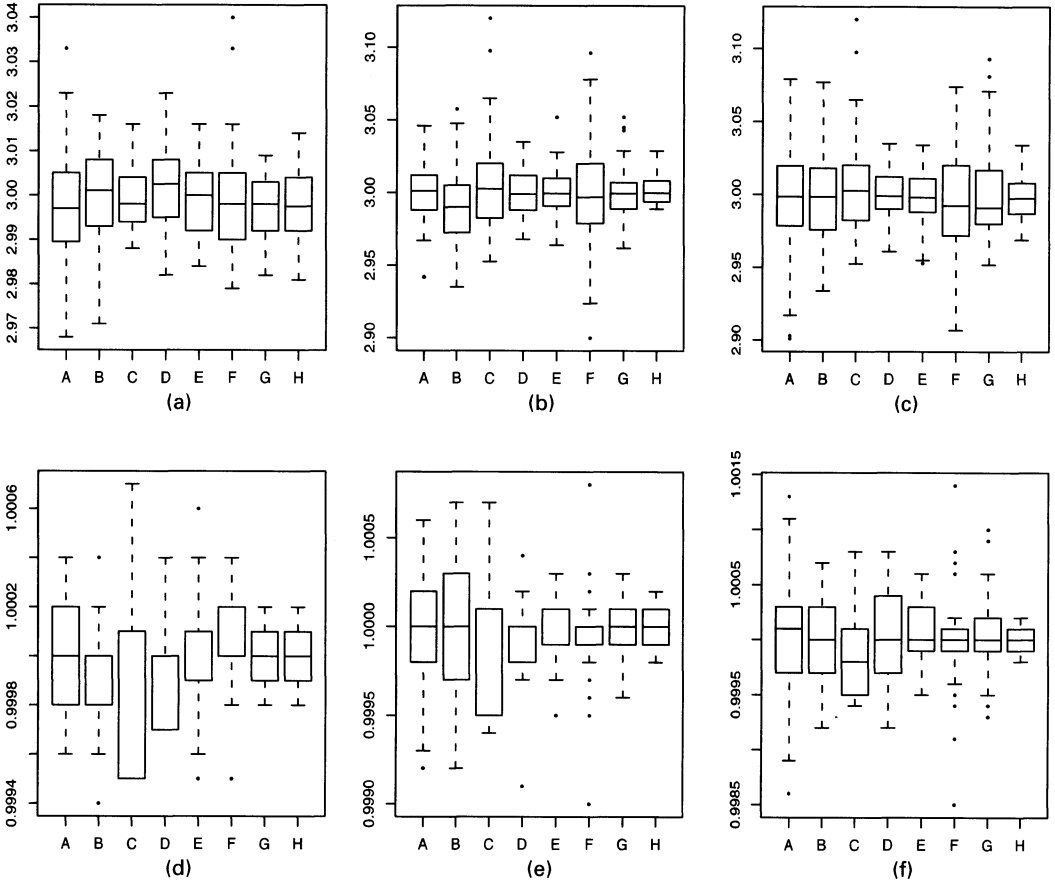 3.04
3.03
3.02
3.01
3.00
2.99
2.98
2.97
A B C D E F G H
(a)
3.10
3.05
3.00
2.95
2.90
A B C D E F G H
(b)
3.10
3.05
3.00
2.95
2.90
A B C D E F G H
(c)
1.0006
1.0002
0.9998
0.9994
A B C D E F G H
(d)
1.0005
1.0000
0.9995
0.9990
A B C D E F G H
(e)
1.0015
1.0005
0.9995
0.9985
A B C D E F G H
(f)